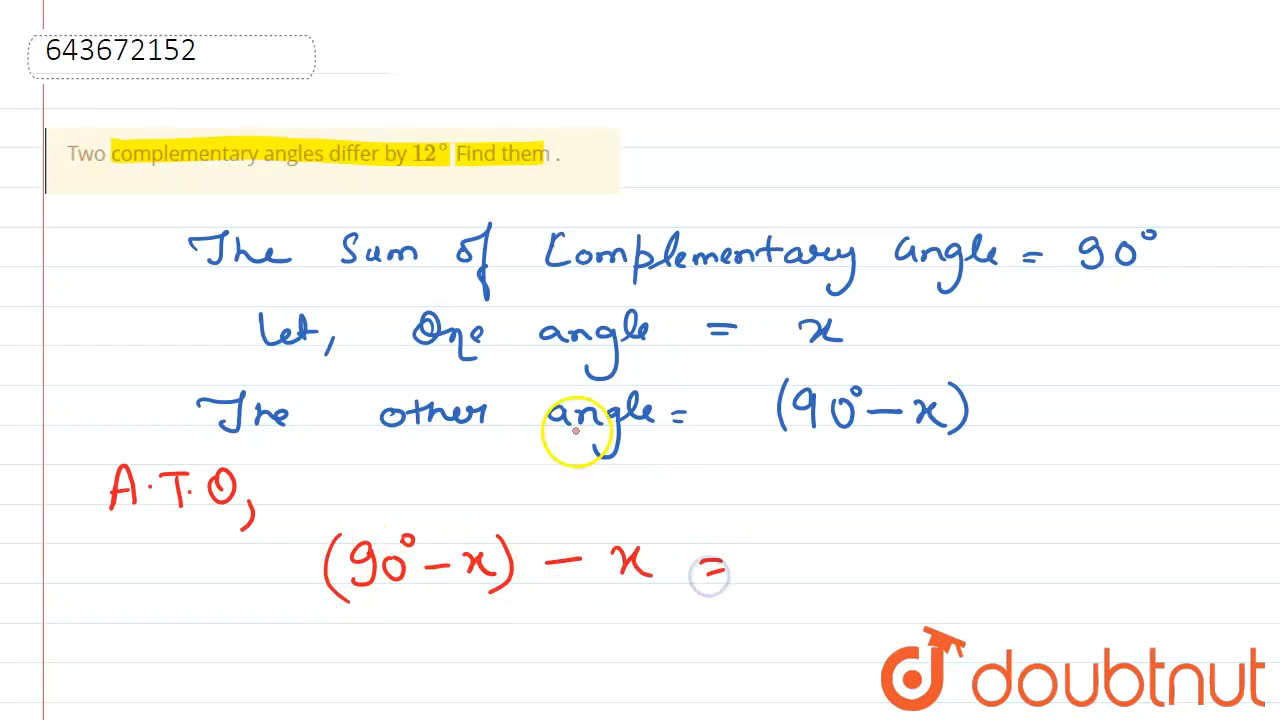 643672152
Two complementary angles differ by 12° Find them .
The Sum of Complementary angle = 90°
Let, One angle = x
The other angle = (90° - x)
A.T.Q,
(90° - x) - x =
doubtnut